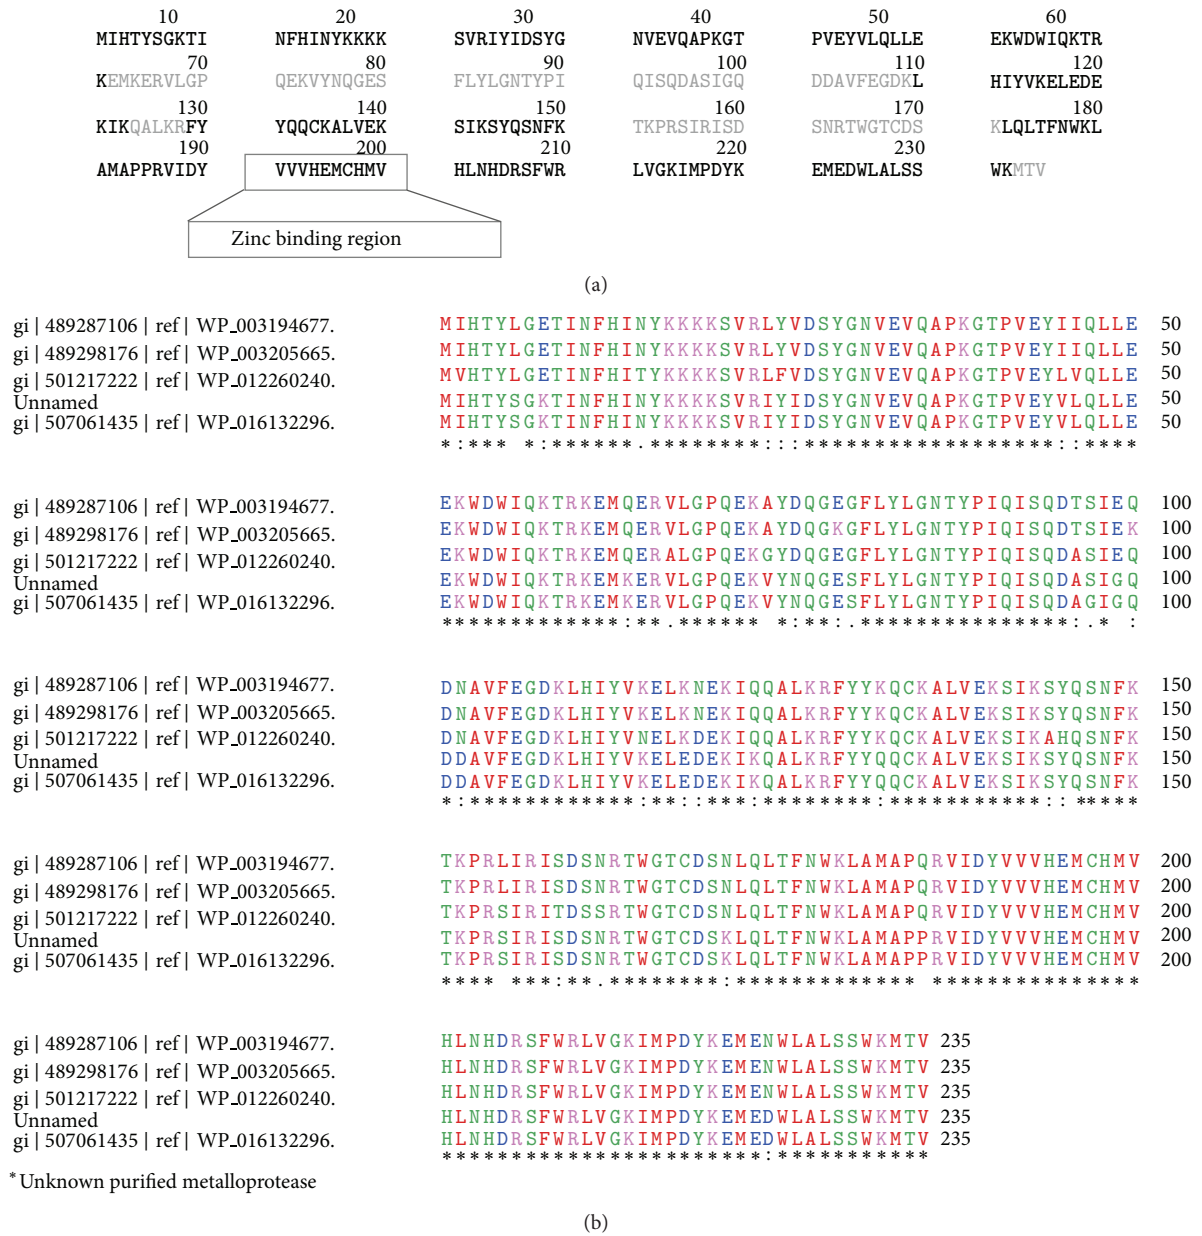 10 20 30 40 50 60
MIHTYSGKTI NFHINYKKKK SVRIYIDSYG NVEVQAPKGT PVEYVLQLLE EKWDWIQKTR
70 80 90 100 110 120
KEMKERVLGP QEKVYNQGES FLYLGNTYPI QISQDASIGQ DDAVFEGDKL HIYVKELEDE
130 140 150 160 170 180
KIKQALKRFY YQQCKALVEK SIKSYQSNFK TKPRSIRISD SNRTWGTCDS KLQLTFNWKL
190 200 210 220 230
AMAPPRVIDY VVVHEMCHMV HLNHDRSFWR LVGKIMPDYK EMEDWLALSS WKMTV
Zinc binding region
(a)
gi | 489287106 | ref | WP_003194677. MIHTYLGETINFHINYKKKKSVRLYVDSYGNVEVQAPKGTPVEYIIQLLE 50
gi | 489298176 | ref | WP_003205665. MIHTYLGETINFHINYKKKKSVRLYVDSYGNVEVQAPKGTPVEYIIQLLE 50
gi | 501217222 | ref | WP_012260240. MVHTYLGETINFHITYKKKKSVRLFVDSYGNVEVQAPKGTPVEYLVQLLE 50
Unnamed MIHTYSGKTINFHINYKKKKSVRIYIDSYGNVEVQAPKGTPVEYVLQLLE 50
gi | 507061435 | ref | WP_016132296. MIHTYSGKTINFHINYKKKKSVRIYIDSYGNVEVQAPKGTPVEYVLQLLE 50
*:*** *:******.********:::******************::****
gi | 489287106 | ref | WP_003194677. EKWDWIQKTRKEMQERVLGPQEKAYDQGEGFLYLGNTYPIQISQDTSIEQ 100
gi | 489298176 | ref | WP_003205665. EKWDWIQKTRKEMQERVLGPQEKAYDQGKGFLYLGNTYPIQISQDTSIEK 100
gi | 501217222 | ref | WP_012260240. EKWDWIQKTRKEMQERALGPQEKGYDQGEGFLYLGNTYPIQISQDASIEQ 100
Unnamed EKWDWIQKTRKEMKERVLGPQEKVYNQGESFLYLGNTYPIQISQDASIGQ 100
gi | 507061435 | ref | WP_016132296. EKWDWIQKTRKEMKERVLGPQEKVYNQGESFLYLGNTYPIQISQDAGIGQ 100
*************:**.****** *:**:.***************:.* :
gi | 489287106 | ref | WP_003194677. DNAVFEGDKLHIYVKELKNEKIQQALKRFYYKQCKALVEKSIKSYQSNFK 150
gi | 489298176 | ref | WP_003205665. DNAVFEGDKLHIYVKELKNEKIQQALKRFYYKQCKALVEKSIKSYQSNFK 150
gi | 501217222 | ref | WP_012260240. DNAVFEGDKLHIYVNELKDEKIQQALKRFYYKQCKALVEKSIKAHQSNFK 150
Unnamed DDAVFEGDKLHIYVKELEDEKIKQALKRFYYQQCKALVEKSIKSYQSNFK 150
gi | 507061435 | ref | WP_016132296. DDAVFEGDKLHIYVKELEDEKIKQALKRFYYQQCKALVEKSIKSYQSNFK 150
*:************:**::***:********:***********::*****
gi | 489287106 | ref | WP_003194677. TKPRLIRISDSNRTWGTCDSNLQLTFNWKLAMAPQRVIDYVVVHEMCHMV 200
gi | 489298176 | ref | WP_003205665. TKPRLIRISDSNRTWGTCDSNLQLTFNWKLAMAPQRVIDYVVVHEMCHMV 200
gi | 501217222 | ref | WP_012260240. TKPRSIRITDSSRTWGTCDSNLQLTFNWKLAMAPQRVIDYVVVHEMCHMV 200
Unnamed TKPRSIRISDSNRTWGTCDSKLQLTFNWKLAMAPPRVIDYVVVHEMCHMV 200
gi | 507061435 | ref | WP_016132296. TKPRSIRISDSNRTWGTCDSKLQLTFNWKLAMAPPRVIDYVVVHEMCHMV 200
**** ***:**.********:************* ***************
gi | 489287106 | ref | WP_003194677. HLNHDRSFWRLVGKIMPDYKEMENWLALSSWKMTV 235
gi | 489298176 | ref | WP_003205665. HLNHDRSFWRLVGKIMPDYKEMENWLALSSWKMTV 235
gi | 501217222 | ref | WP_012260240. HLNHDRSFWRLVGKIMPDYKEMENWLALSSWKMTV 235
Unnamed HLNHDRSFWRLVGKIMPDYKEMEDWLALSSWKMTV 235
gi | 507061435 | ref | WP_016132296. HLNHDRSFWRLVGKIMPDYKEMEDWLALSSWKMTV 235
***********************:***********
*Unknown purified metalloprotease
(b)